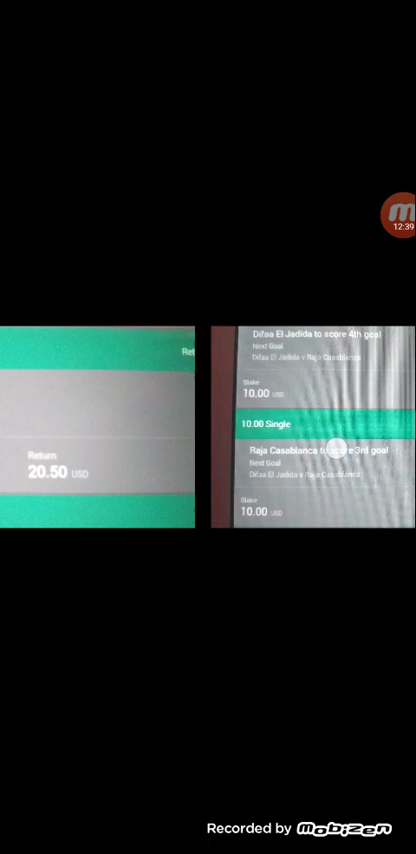 12:39
Ret
Return
20.50 USD
Difaa El Jadida to score 4th goal
Next Goal
Difaa El Jadida v Raja Casablanca
Stake
10.00 USD
10.00 Single
Raja Casablanca to score 3rd goal
Next Goal
Difaa El Jadida v Raja Casablanca
Stake
10.00 USD
Recorded by mobizen